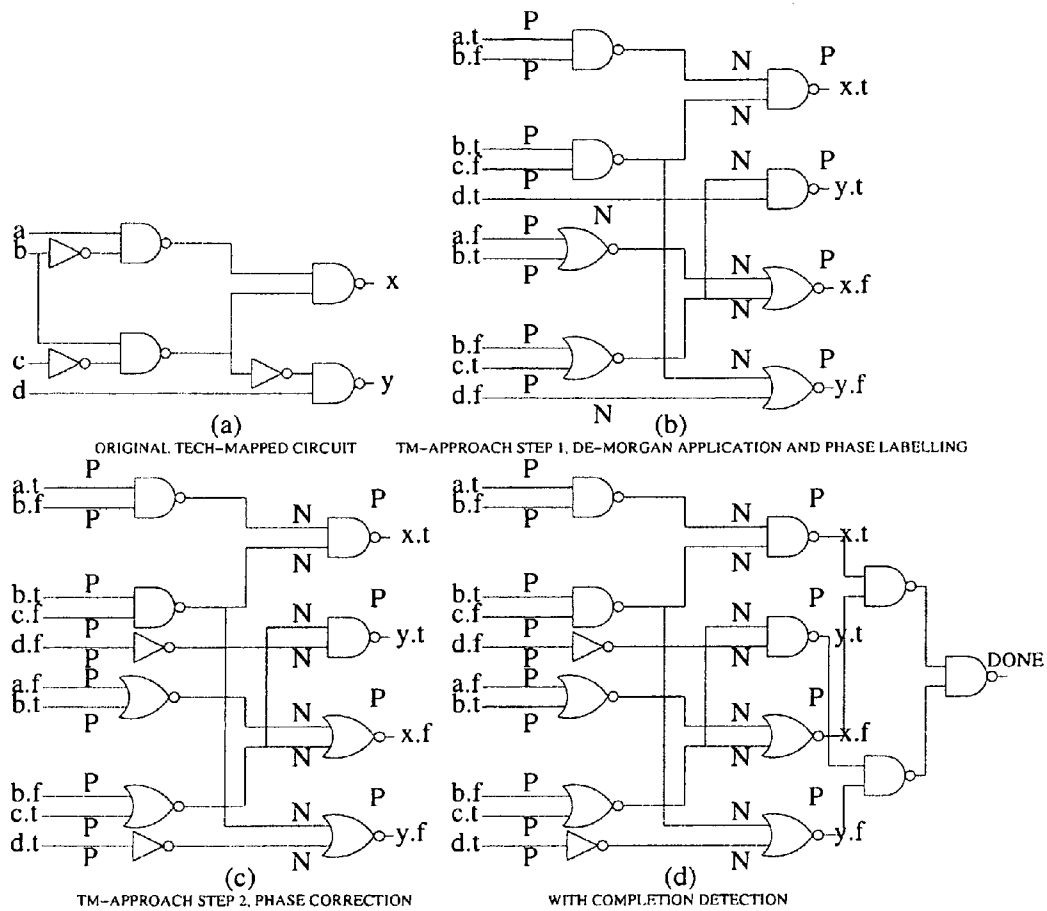 a
b
c
d
x
y
(a)
ORIGINAL TECH-MAPPED CIRCUIT
a.t
b.f
P
P
N
N
P
x.t
b.t
c.f
d.t
P
P
N
N
P
y.t
a.f
b.t
P
P
N
N
P
x.f
b.f
c.t
d.f
P
P
N
N
P
y.f
(b)
TM-APPROACH STEP 1, DE-MORGAN APPLICATION AND PHASE LABELLING
a.t
b.f
P
P
N
N
P
x.t
b.t
c.f
d.f
P
P
P
N
N
P
y.t
a.f
b.t
P
N
N
P
x.f
b.f
c.t
d.t
P
P
P
N
N
P
y.f
(c)
TM-APPROACH STEP 2, PHASE CORRECTION
a.t
b.f
P
P
N
N
P
x.t
b.t
c.f
d.f
P
P
P
N
N
P
y.t
a.f
b.t
P
N
N
P
x.f
b.f
c.t
d.t
P
P
P
N
N
P
y.f
DONE
(d)
WITH COMPLETION DETECTION